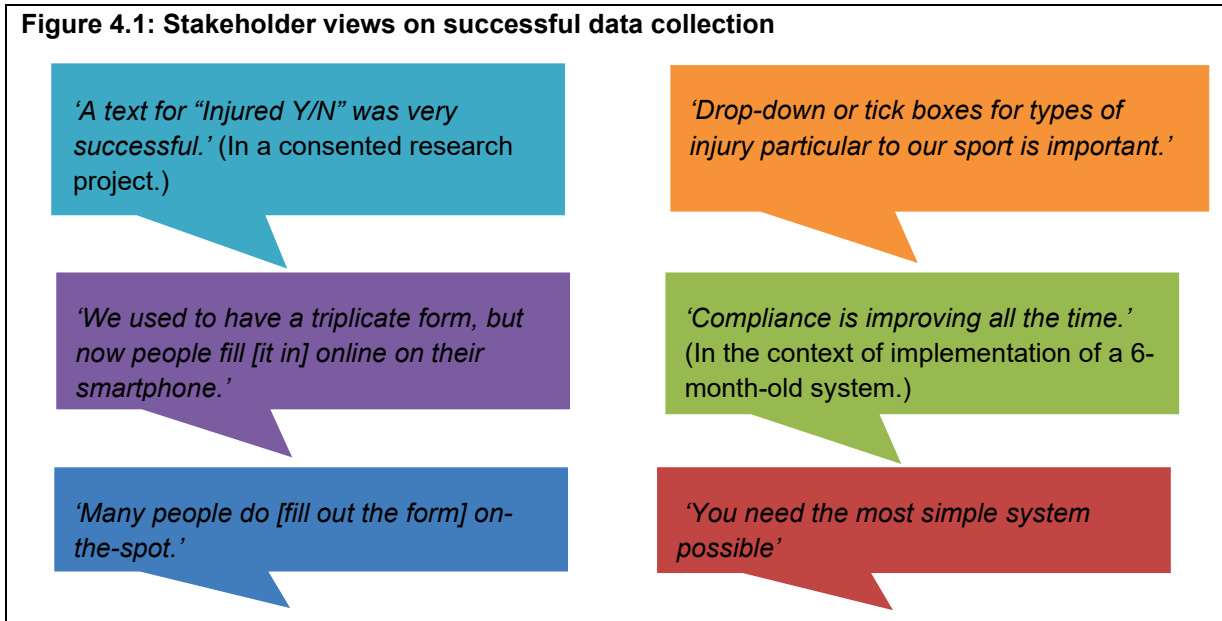 Figure 4.1: Stakeholder views on successful data collection
‘A text for “Injured Y/N” was very
successful.’ (In a consented research
project.)
‘Drop-down or tick boxes for types of
injury particular to our sport is important.’
‘We used to have a triplicate form, but
now people fill [it in] online on their
smartphone.’
‘Compliance is improving all the time.’
(In the context of implementation of a 6-
month-old system.)
‘Many people do [fill out the form] on-
the-spot.’
‘You need the most simple system
possible’